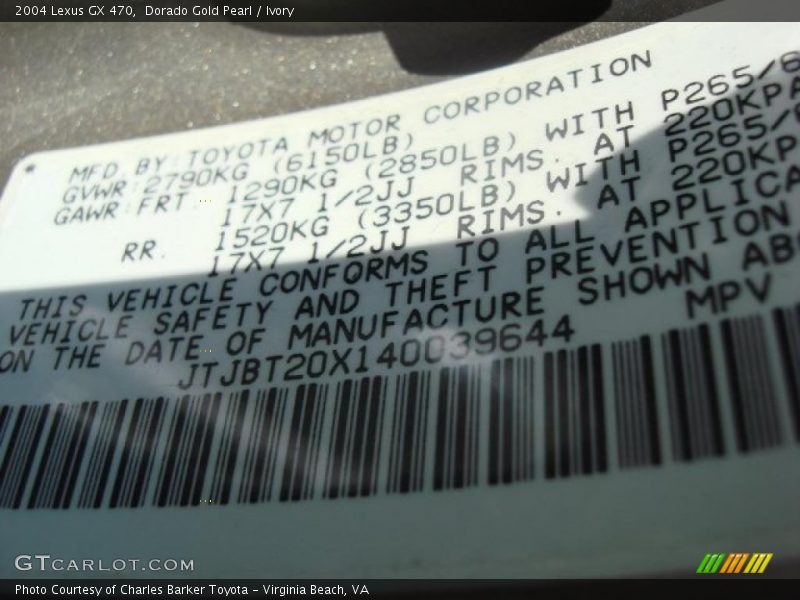 2004 Lexus GX 470, Dorado Gold Pearl / Ivory
MFD. BY: TOYOTA MOTOR CORPORATION
GVWR: 2790KG (6150LB)
GAWR: FRT. 1290KG (2850LB) WITH P265/6
17X7 1/2JJ RIMS. AT 220KPA
RR. 1520KG (3350LB) WITH P265/6
17X7 1/2JJ RIMS. AT 220KP
THIS VEHICLE CONFORMS TO ALL APPLICA
VEHICLE SAFETY AND THEFT PREVENTION
ON THE DATE OF MANUFACTURE SHOWN ABO
JTJBT20X140039644 MPV
GTCARLOT.COM
Photo Courtesy of Charles Barker Toyota - Virginia Beach, VA